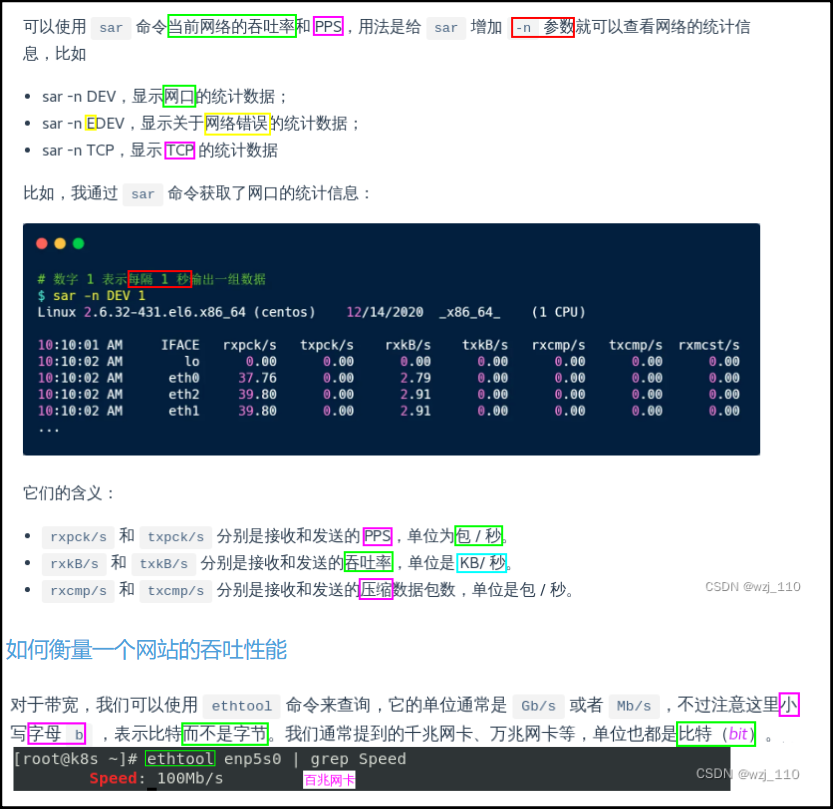 可以使用 sar 命令当前网络的吞吐率和 PPS，用法是给 sar 增加 -n 参数就可以查看网络的统计信
息，比如
• sar -n DEV，显示网口的统计数据；
• sar -n EDEV，显示关于网络错误的统计数据；
• sar -n TCP，显示 TCP 的统计数据
比如，我通过 sar 命令获取了网口的统计信息：
# 数字 1 表示每隔 1 秒输出一组数据
$ sar -n DEV 1
Linux 2.6.32-431.el6.x86_64 (centos) 12/14/2020 _x86_64_ (1 CPU)
10:10:01 AM IFACE rxpck/s txpck/s rxkB/s txkB/s rxcmp/s txcmp/s rxmcst/s
10:10:02 AM lo 0.00 0.00 0.00 0.00 0.00 0.00 0.00
10:10:02 AM eth0 37.76 0.00 2.79 0.00 0.00 0.00 0.00
10:10:02 AM eth2 39.80 0.00 2.91 0.00 0.00 0.00 0.00
10:10:02 AM eth1 39.80 0.00 2.91 0.00 0.00 0.00 0.00
...
它们的含义：
• rxpck/s 和 txpck/s 分别是接收和发送的 PPS，单位为包 / 秒。
• rxkB/s 和 txkB/s 分别是接收和发送的吞吐率，单位是 KB/ 秒。
• rxcmp/s 和 txcmp/s 分别是接收和发送的压缩数据包数，单位是包 / 秒。
CSDN @wzj_110
如何衡量一个网站的吞吐性能
对于带宽，我们可以使用 ethtool 命令来查询，它的单位通常是 Gb/s 或者 Mb/s，不过注意这里小
写字母 b ，表示比特而不是字节。我们通常提到的千兆网卡、万兆网卡等，单位也都是比特（bit）。
[root@k8s ~]# ethtool enp5s0 | grep Speed
Speed: 100Mb/s 百兆网卡
CSDN @wzj_110